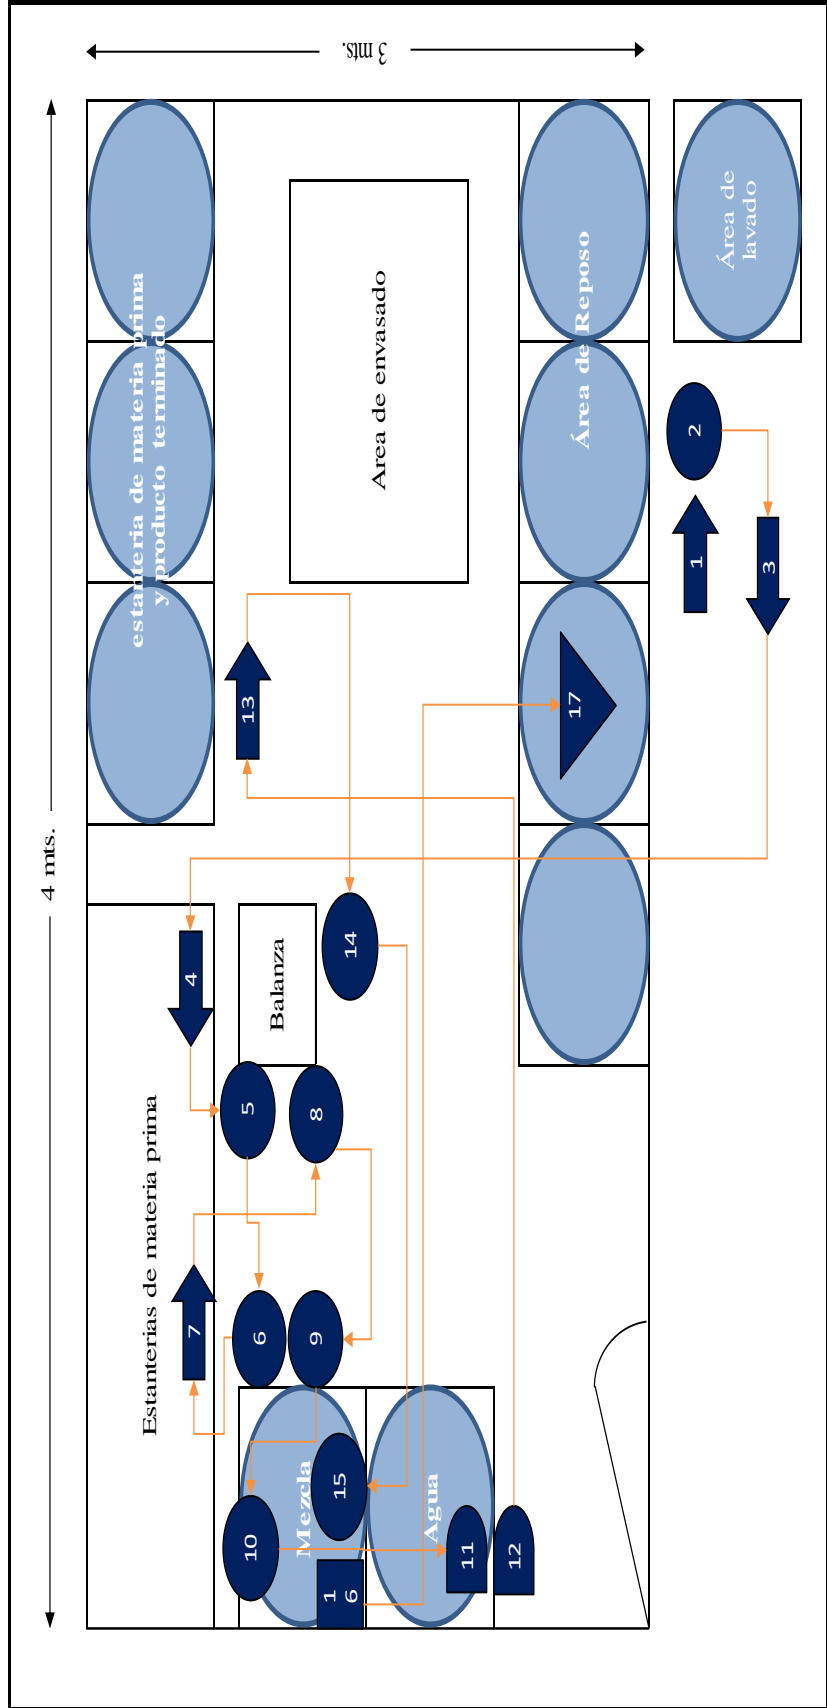 3 mts.
4 mts.
estanteria de materia prima
y producto terminado
Area de envasado
Área de Reposo
Área de
lavado
2
1
3
13
17
4
14
Balanza
5
8
Estanterias de materia prima
7
6
9
Mezcla
15
Agua
10
11
12
1
6